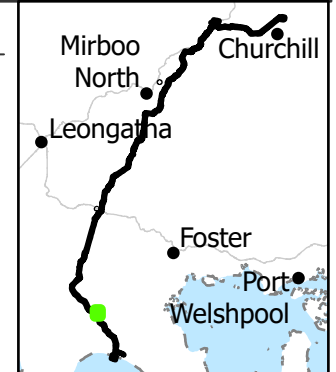 Mirboo
North
Churchill
Leongatha
Foster
Port
Welshpool